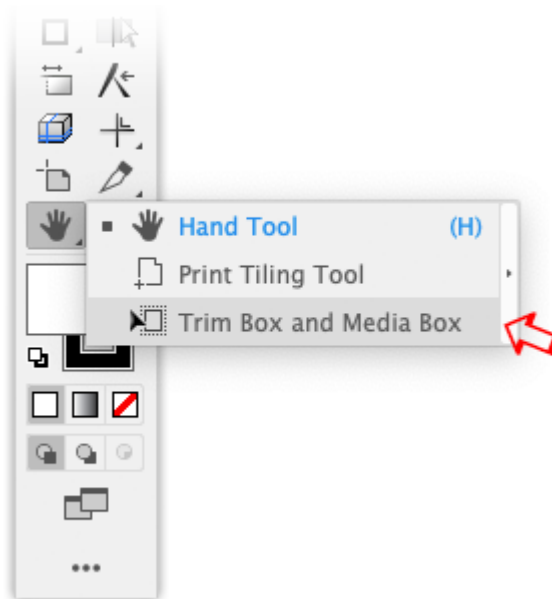 Hand Tool (H)
Print Tiling Tool
Trim Box and Media Box